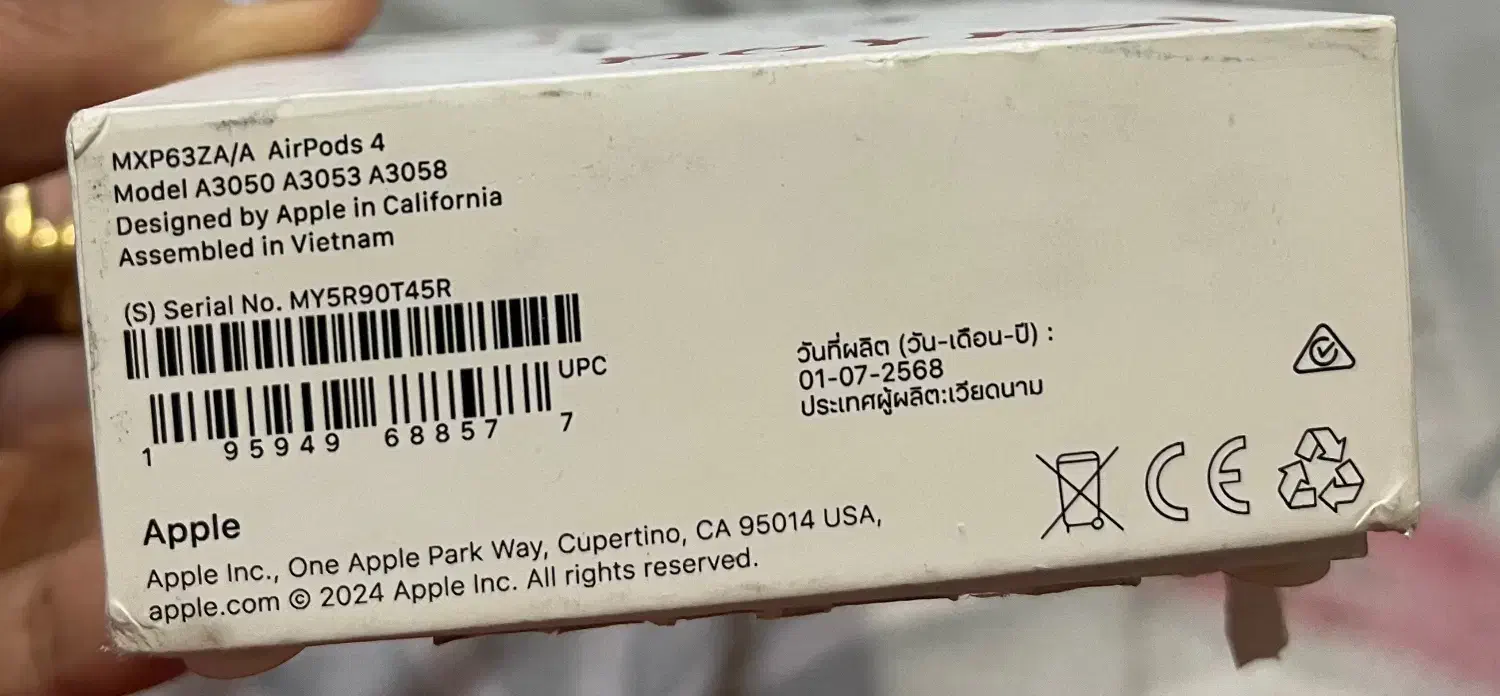 MXP63ZA/A AirPods 4
Model A3050 A3053 A3058
Designed by Apple in California
Assembled in Vietnam
(S) Serial No. MY5R90T45R
UPC
1 95949 68857 7
วันที่ผลิต (วัน-เดือน-ปี) :
01-07-2568
ประเทศผู้ผลิต:เวียดนาม
CE
Apple
Apple Inc., One Apple Park Way, Cupertino, CA 95014 USA,
apple.com © 2024 Apple Inc. All rights reserved.